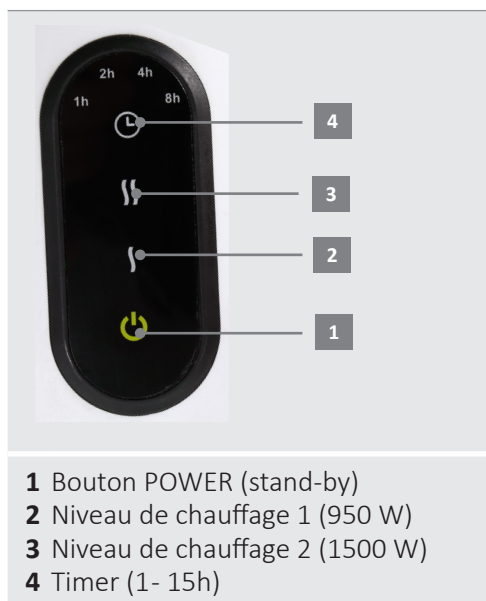 2h 4h
1h 8h
4
3
2
1
1 Bouton POWER (stand-by)
2 Niveau de chauffage 1 (950 W)
3 Niveau de chauffage 2 (1500 W)
4 Timer (1- 15h)